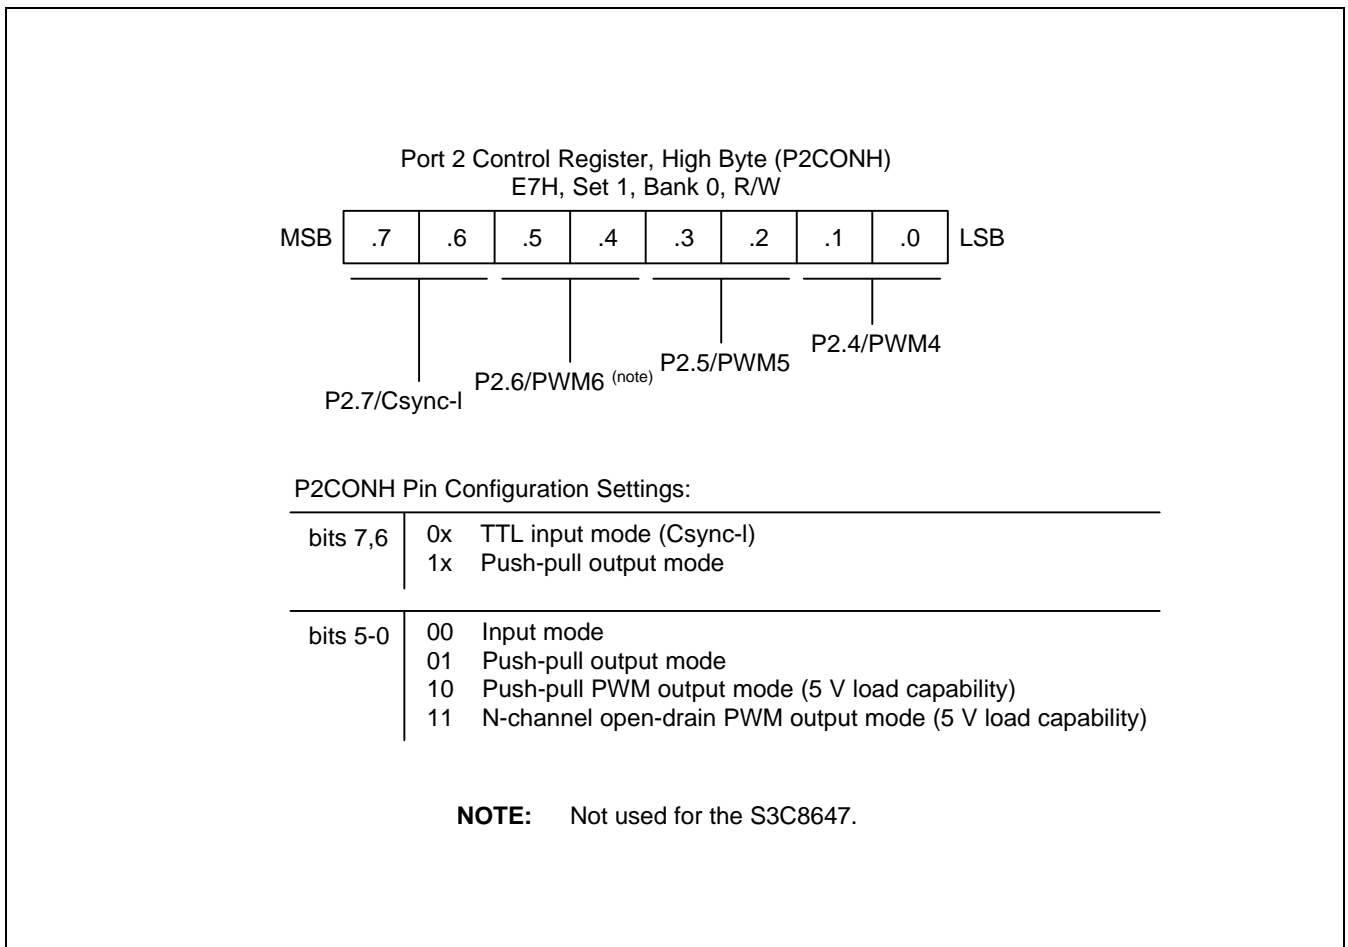 Port 2 Control Register, High Byte (P2CONH)
E7H, Set 1, Bank 0, R/W
MSB .7 .6 .5 .4 .3 .2 .1 .0 LSB
P2.4/PWM4
P2.5/PWM5
P2.6/PWM6 (note)
P2.7/Csync-I
P2CONH Pin Configuration Settings:
bits 7,6 0x TTL input mode (Csync-I)
1x Push-pull output mode
bits 5-0 00 Input mode
01 Push-pull output mode
10 Push-pull PWM output mode (5 V load capability)
11 N-channel open-drain PWM output mode (5 V load capability)
NOTE: Not used for the S3C8647.